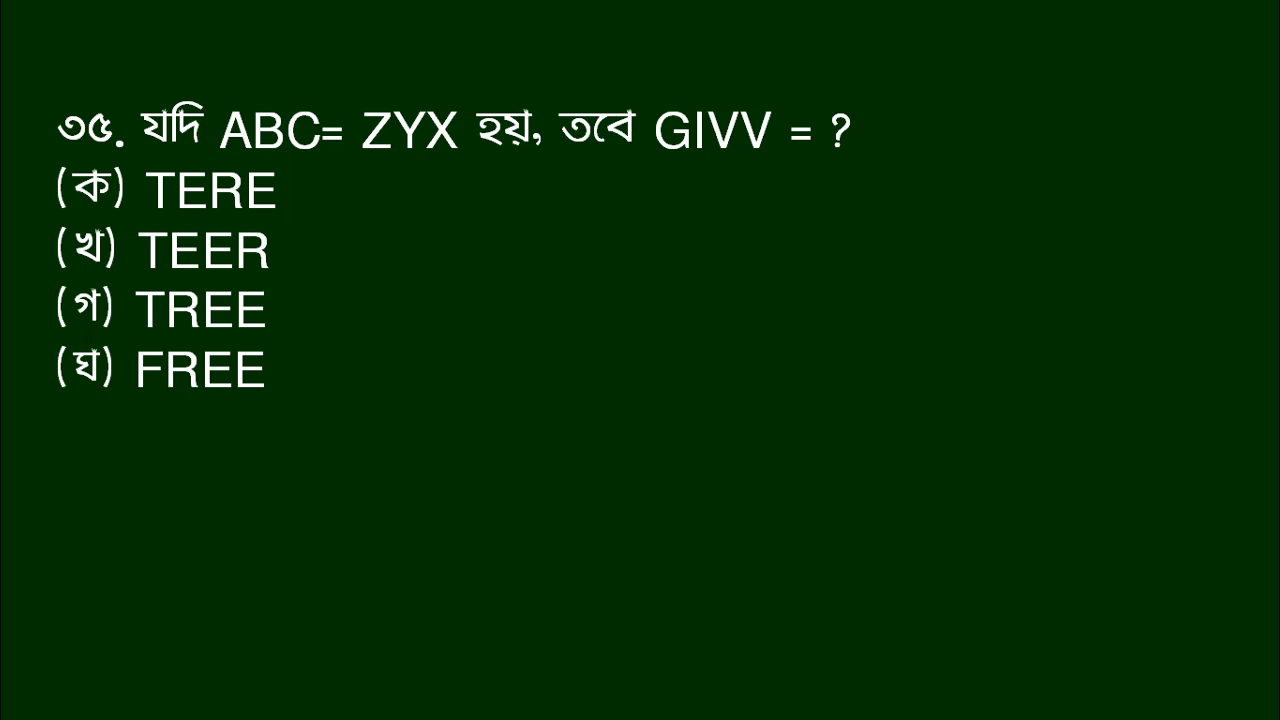 ৩৫. যদি ABC= ZYX হয়, তবে GIVV = ?
(ক) TERE
(খ) TEER
(গ) TREE
(ঘ) FREE